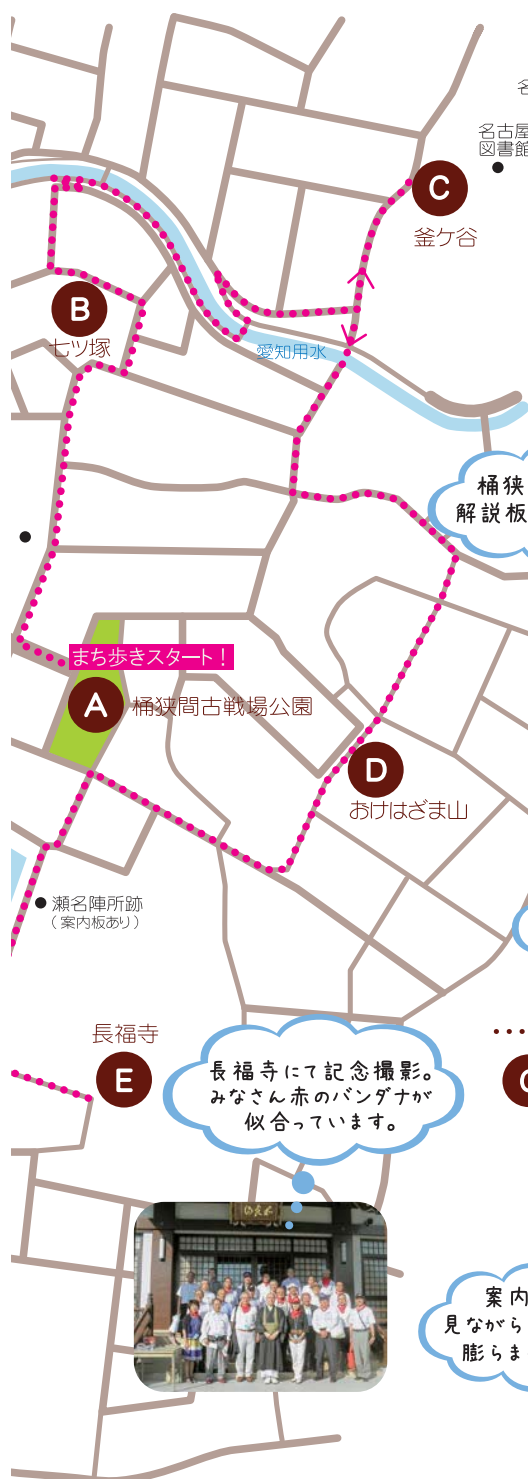 名
名古屋
図書館
C
釜ケ谷
B
七ツ塚
愛知用水
桶狭
解説板
まち歩きスタート！
A
桶狭間古戦場公園
D
おけはざま山
瀬名陣所跡
（案内板あり）
長福寺
E
長福寺にて記念撮影。
みなさん赤のバンダナが
似合っています。
案内
見ながら
膨らま